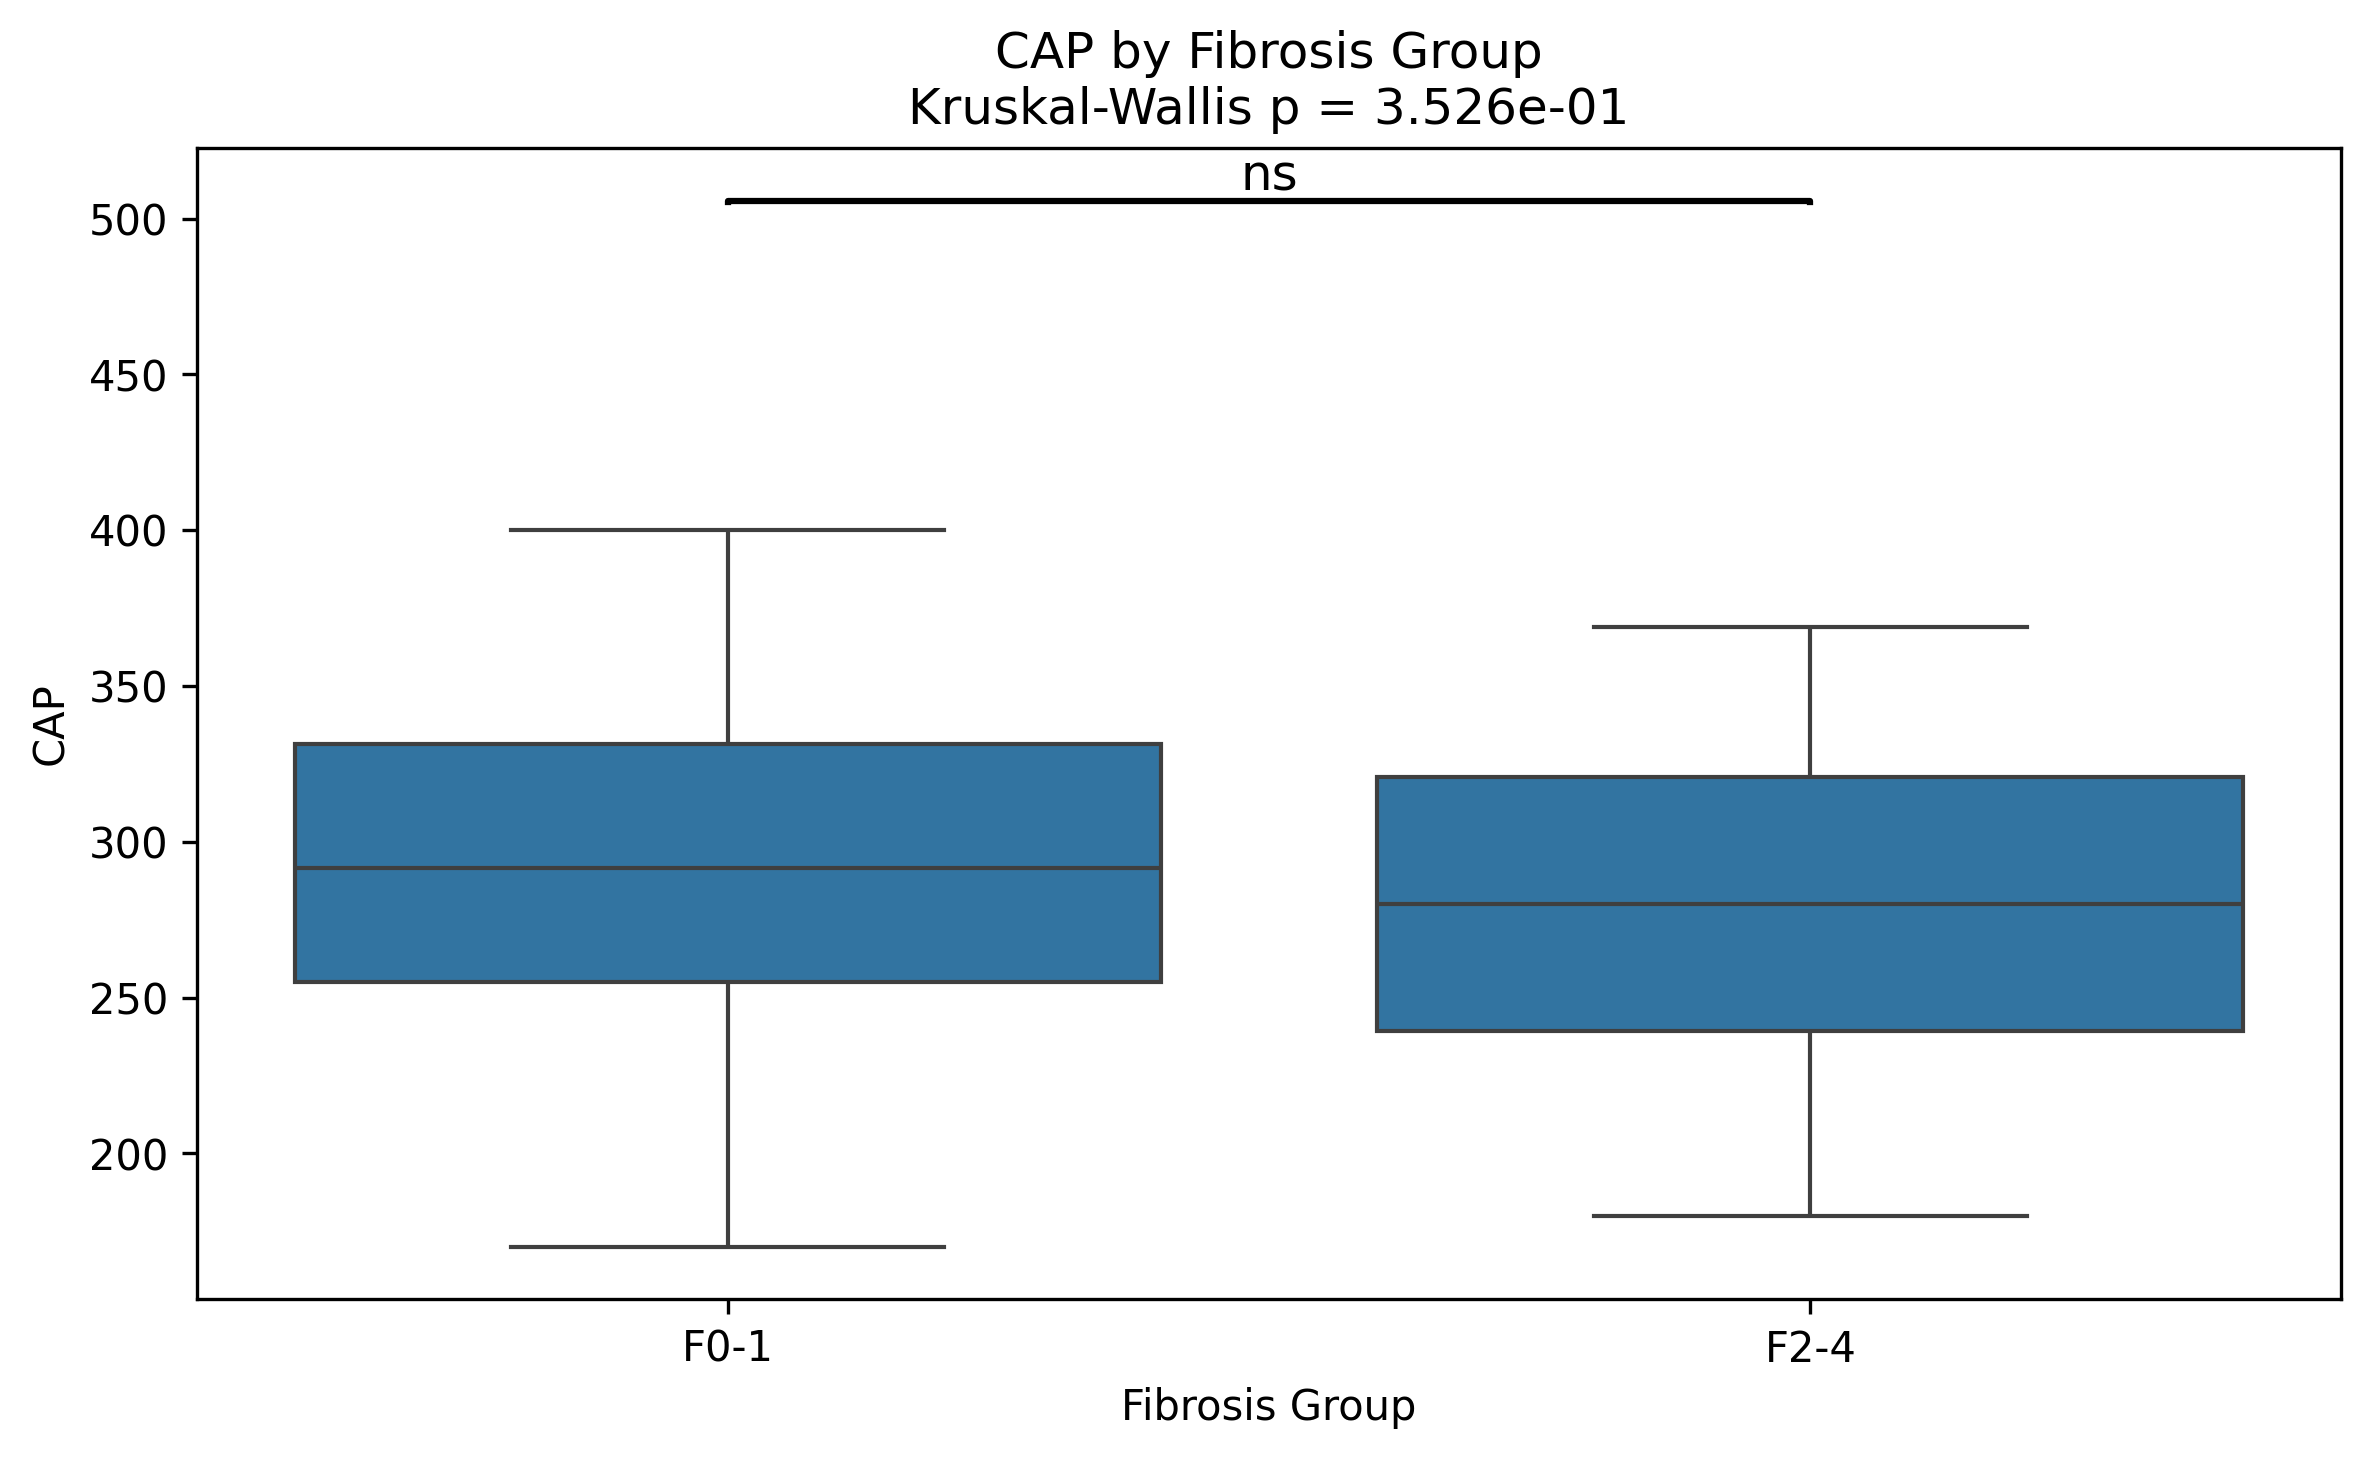 CAP by Fibrosis Group
Kruskal-Wallis p = 3.526e-01
ns
500
450
400
350
300
250
200
CAP
F0-1
F2-4
Fibrosis Group